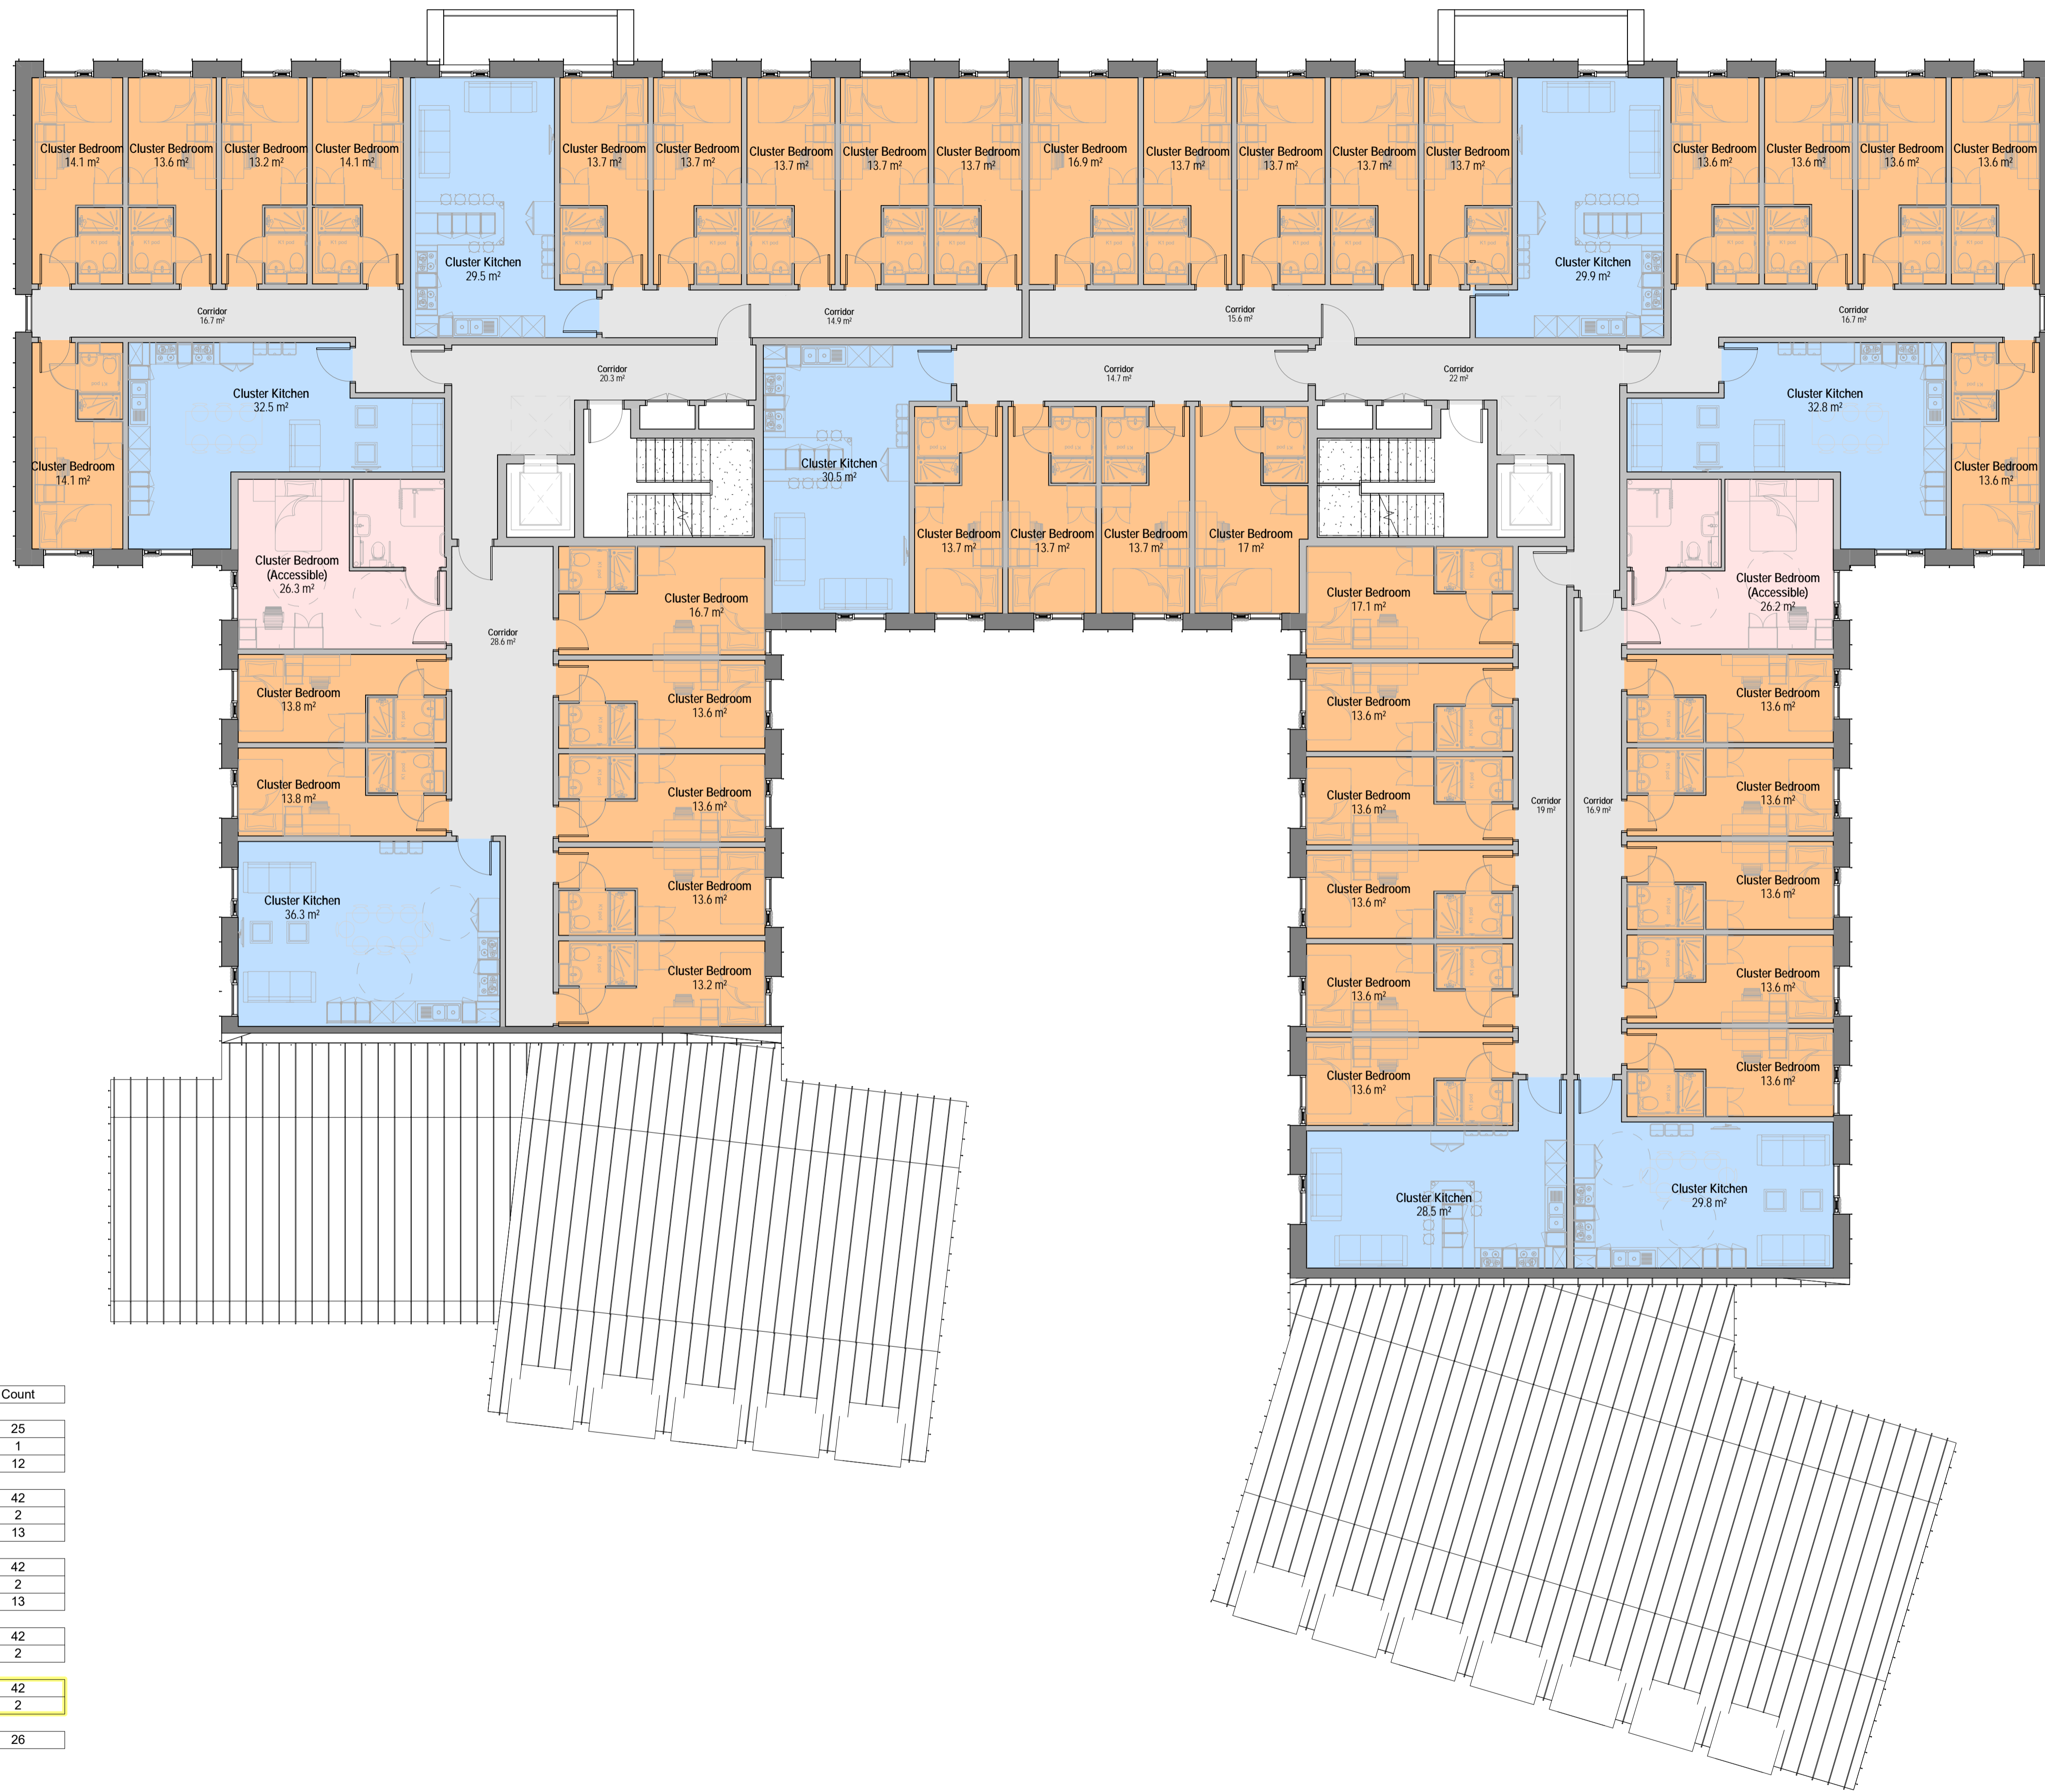 Cluster Bedroom
14.1 m²
Cluster Bedroom
13.6 m²
Cluster Bedroom
13.2 m²
Cluster Bedroom
14.1 m²
Cluster Kitchen
29.5 m²
Cluster Bedroom
13.7 m²
Cluster Bedroom
13.7 m²
Cluster Bedroom
13.7 m²
Cluster Bedroom
13.7 m²
Cluster Bedroom
13.7 m²
Cluster Bedroom
16.9 m²
Cluster Bedroom
13.7 m²
Cluster Bedroom
13.7 m²
Cluster Bedroom
13.7 m²
Cluster Bedroom
13.7 m²
Cluster Kitchen
29.9 m²
Cluster Bedroom
13.6 m²
Cluster Bedroom
13.6 m²
Cluster Bedroom
13.6 m²
Cluster Bedroom
13.6 m²
Corridor
16.7 m²
Corridor
14.9 m²
Corridor
15.6 m²
Corridor
16.7 m²
Corridor
20.3 m²
Corridor
14.7 m²
Corridor
22 m²
Cluster Kitchen
32.5 m²
Cluster Kitchen
32.8 m²
Cluster Bedroom
14.1 m²
Cluster Kitchen
30.5 m²
Cluster Bedroom
13.6 m²
Cluster Bedroom
13.7 m²
Cluster Bedroom
13.7 m²
Cluster Bedroom
13.7 m²
Cluster Bedroom
17 m²
Cluster Bedroom
(Accessible)
26.3 m²
Cluster Bedroom
16.7 m²
Cluster Bedroom
17.1 m²
Cluster Bedroom
(Accessible)
26.2 m²
Corridor
28.6 m²
Cluster Bedroom
13.8 m²
Cluster Bedroom
13.6 m²
Cluster Bedroom
13.6 m²
Cluster Bedroom
13.6 m²
Cluster Bedroom
13.8 m²
Cluster Bedroom
13.6 m²
Cluster Bedroom
13.6 m²
Corridor
19 m²
Corridor
16.9 m²
Cluster Bedroom
13.6 m²
Cluster Kitchen
36.3 m²
Cluster Bedroom
13.6 m²
Cluster Bedroom
13.6 m²
Cluster Bedroom
13.6 m²
Cluster Bedroom
13.2 m²
Cluster Bedroom
13.6 m²
Cluster Bedroom
13.6 m²
Cluster Bedroom
13.6 m²
Cluster Bedroom
13.6 m²
Cluster Kitchen
28.5 m²
Cluster Kitchen
29.8 m²
Count
25
1
12
42
2
13
42
2
13
42
2
42
2
26